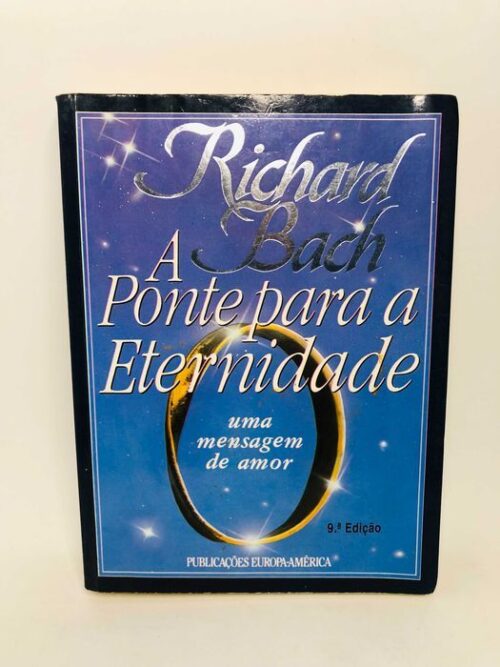 Richard
Bach
A
Ponte para a
Eternidade
uma
mensagem
de amor
9.ª Edição
PUBLICAÇÕES EUROPA-AMÉRICA